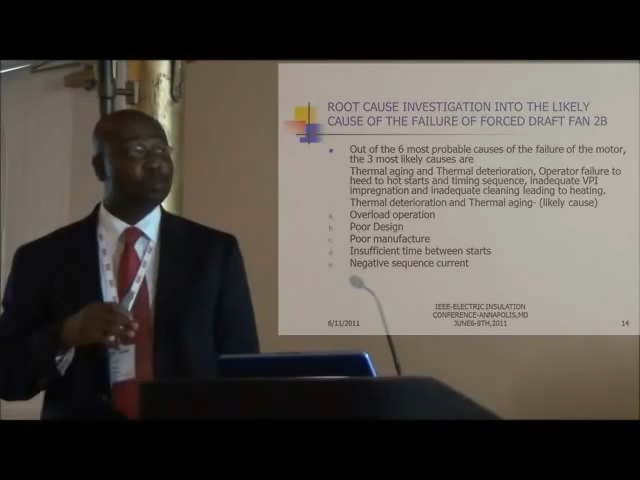 ROOT CAUSE INVESTIGATION INTO THE LIKELY
CAUSE OF THE FAILURE OF FORCED DRAFT FAN 2B
Out of the 6 most probable causes of the failure of the motor,
the 3 most likely causes are
Thermal aging and Thermal deterioration, Operator failure to
heed to hot starts and timing sequence, inadequate VPI
impregnation and inadequate cleaning leading to heating.
Thermal deterioration and Thermal aging- (likely cause)
a. Overload operation
b. Poor Design
c. Poor manufacture
d. Insufficient time between starts
e. Negative sequence current
IEEE-ELECTRIC INSULATION
CONFERENCE-ANNAPOLIS,MD
6/11/2011 JUNE6-8TH,2011 14